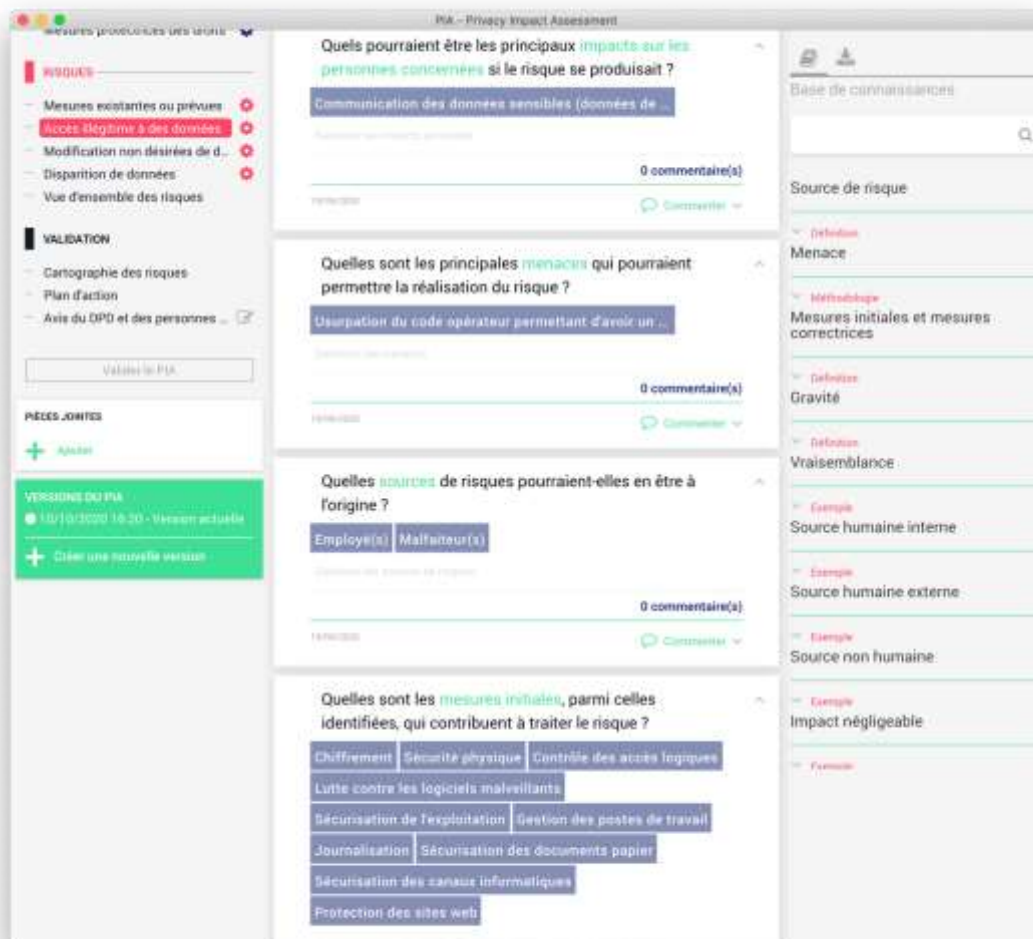 PIA - Privacy Impact Assessment
Mesures protectrices des droits
RISQUES
Mesures existantes ou prévues
Accès illégitime à des données
Modification non désirées de d...
Disparition de données
Vue d'ensemble des risques
VALIDATION
Cartographie des risques
Plan d'action
Avis du DPD et des personnes ...
Valider le PIA
PIÈCES JOINTES
Ajouter
VERSIONS DU PIA
10/10/2020 16:20 - Version actuelle
Créer une nouvelle version
Quels pourraient être les principaux impacts sur les
personnes concernées si le risque se produisait ?
Communication des données sensibles (données de ...
0 commentaire(s)
Commenter
Quelles sont les principales menaces qui pourraient
permettre la réalisation du risque ?
Usurpation du code opérateur permettant d'avoir un ...
0 commentaire(s)
Commenter
Quelles sources de risques pourraient-elles en être à
l'origine ?
Employé(s) Malfaiteur(s)
0 commentaire(s)
Commenter
Quelles sont les mesures initiales, parmi celles
identifiées, qui contribuent à traiter le risque ?
Chiffrement Sécurité physique Contrôle des accès logiques
Lutte contre les logiciels malveillants
Sécurisation de l'exploitation Gestion des postes de travail
Journalisation Sécurisation des documents papier
Sécurisation des canaux informatiques
Protection des sites web
Base de connaissances
Source de risque
Définition
Menace
Méthodologie
Mesures initiales et mesures
correctrices
Définition
Gravité
Définition
Vraisemblance
Exemple
Source humaine interne
Exemple
Source humaine externe
Exemple
Source non humaine
Exemple
Impact négligeable
Exemple